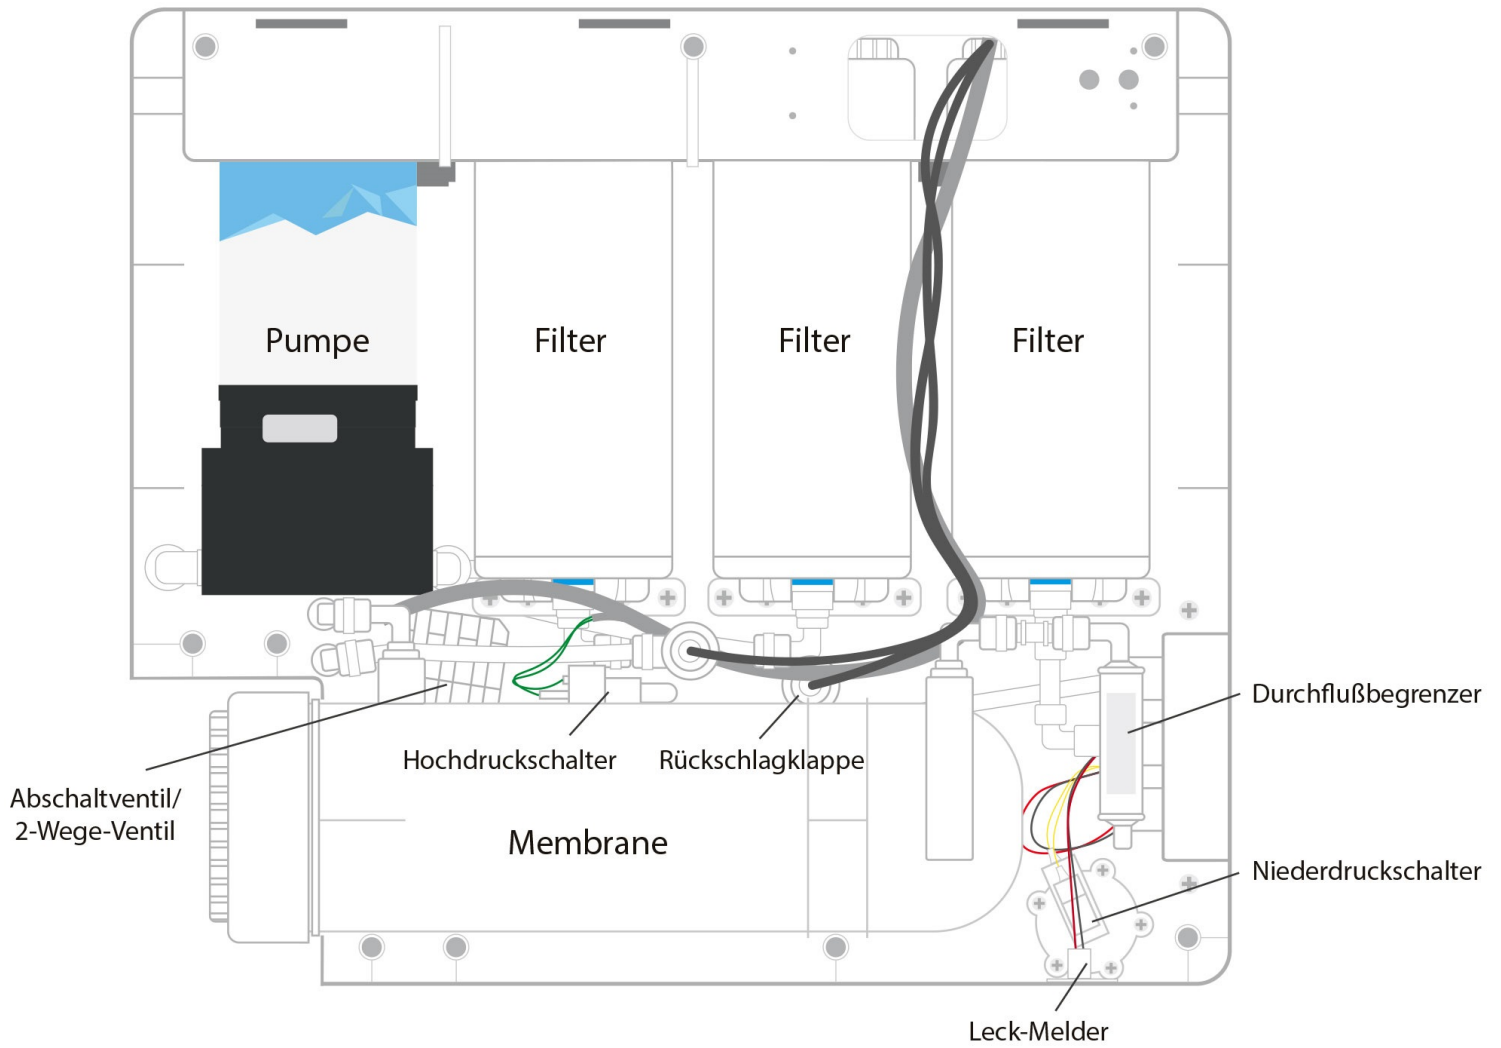 Pumpe
Filter
Filter
Filter
Durchflußbegrenzer
Hochdruckschalter
Rückschlagklappe
Abschaltventil/
2-Wege-Ventil
Membrane
Niederdruckschalter
Leck-Melder